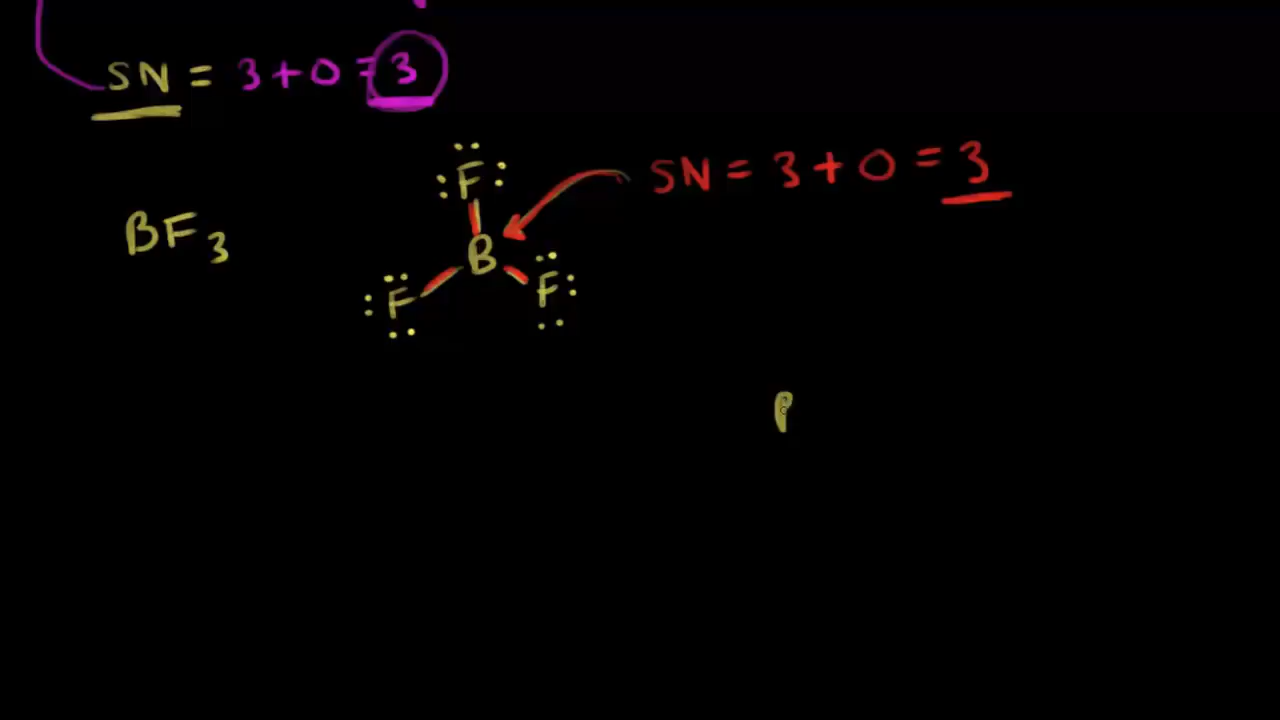 SN = 3 + 0 = 3
SN = 3 + 0 = 3
BF3
F
B
F
F